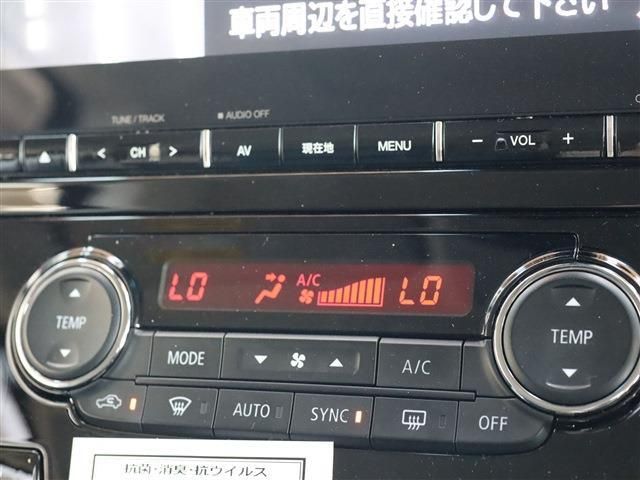 車両周辺を直接確認して下さい
TUNE / TRACK
■ AUDIO OFF
< CH >
AV
現在地
MENU
− VOL +
LO A/C LO
TEMP
TEMP
MODE
A/C
AUTO
SYNC
OFF
抗菌・消臭・抗ウイルス